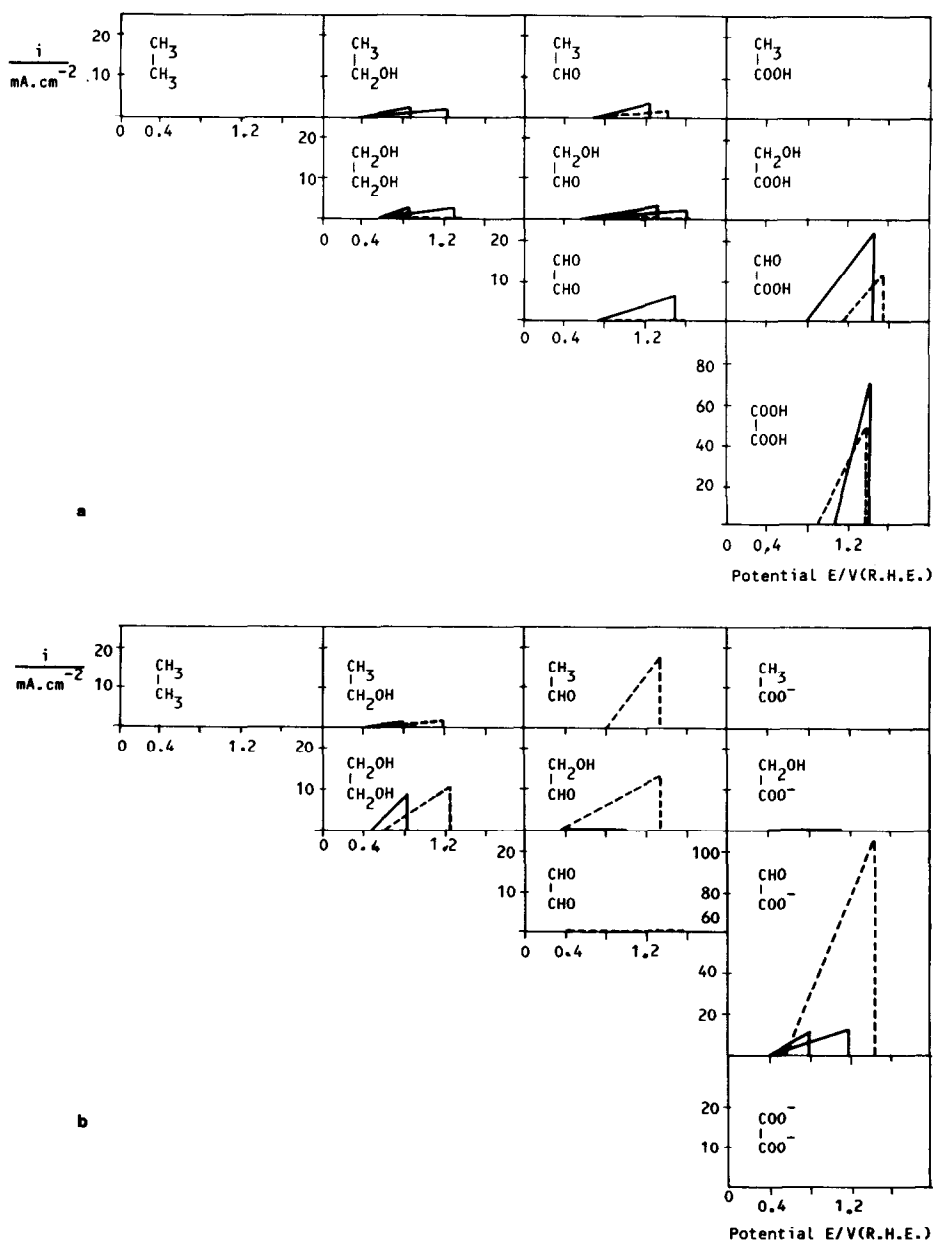 i
mA.cm-2
20
10
CH3
CH3
CH3
CH2OH
CH3
CHO
CH3
COOH
0 0.4 1.2
20
10
CH2OH
CH2OH
CH2OH
CHO
CH2OH
COOH
0 0.4 1.2
20
10
CHO
CHO
CHO
COOH
0 0.4 1.2
80
60
40
20
COOH
COOH
a
0 0,4 1.2
Potential E/V(R.H.E.)
i
mA.cm-2
20
10
CH3
CH3
CH3
CH2OH
CH3
CHO
CH3
COO-
0 0.4 1.2
20
10
CH2OH
CH2OH
CH2OH
CHO
CH2OH
COO-
0 0.4 1.2
20
10
CHO
CHO
100
80
60
40
20
CHO
COO-
0 0.4 1.2
b
20
10
COO-
COO-
0 0.4 1.2
Potential E/V(R.H.E.)